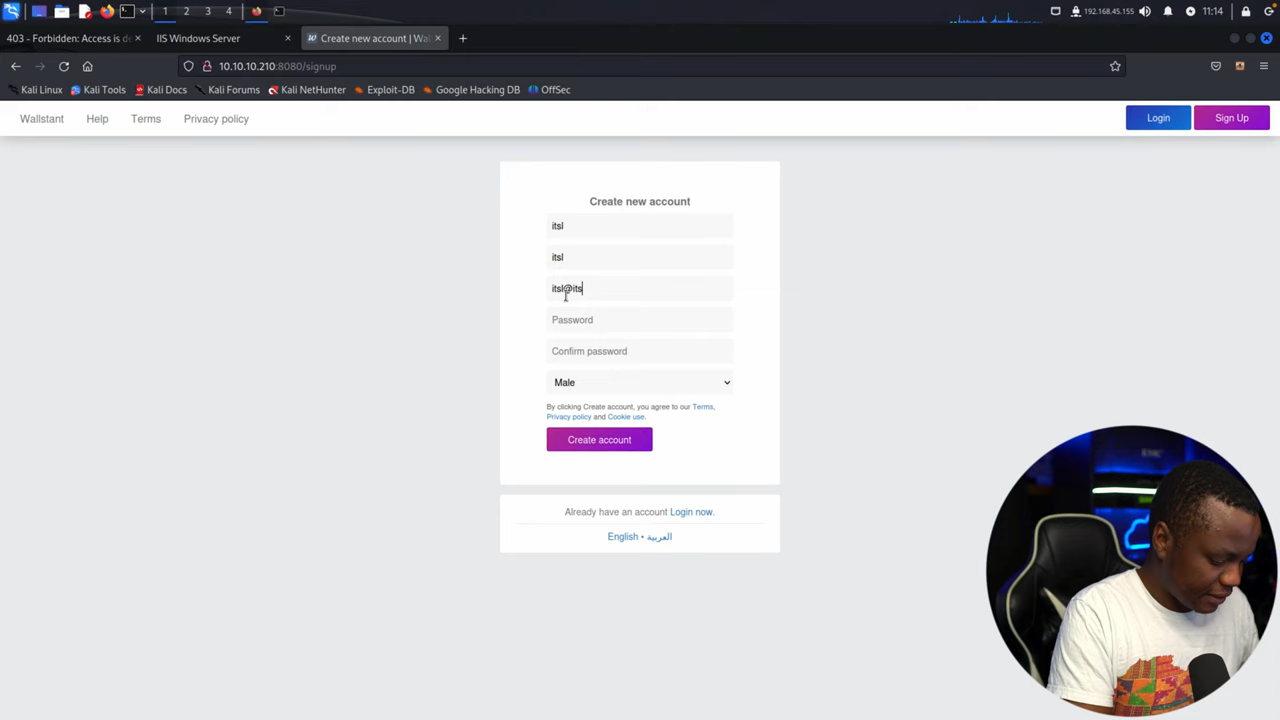 1 2 3 4
192.168.45.155
11:14
403 - Forbidden: Access is de
IIS Windows Server
Create new account | Wal
10.10.10.210:8080/signup
Kali Linux
Kali Tools
Kali Docs
Kali Forums
Kali NetHunter
Exploit-DB
Google Hacking DB
OffSec
Wallstant
Help
Terms
Privacy policy
Login
Sign Up
Create new account
itsl
itsl
itsl@its
Password
Confirm password
Male
By clicking Create account, you agree to our Terms,
Privacy policy and Cookie use.
Create account
Already have an account Login now.
English • العربية